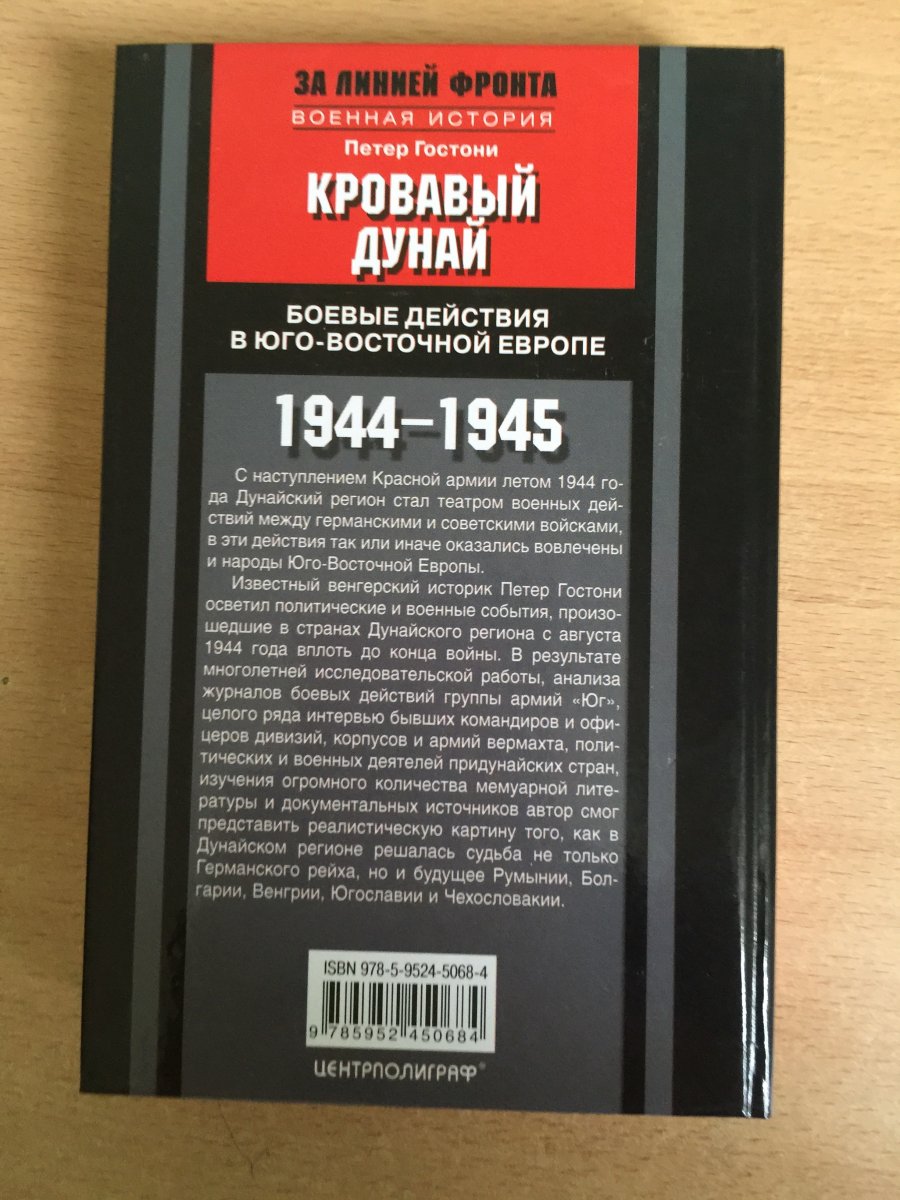 ЗА ЛИНИЕЙ ФРОНТА
ВОЕННАЯ ИСТОРИЯ
Петер Гостони
КРОВАВЫЙ
ДУНАЙ
БОЕВЫЕ ДЕЙСТВИЯ
В ЮГО-ВОСТОЧНОЙ ЕВРОПЕ
1944–1945
С наступлением Красной армии летом 1944 го-
да Дунайский регион стал театром военных дей-
ствий между германскими и советскими войсками,
в эти действия так или иначе оказались вовлечены
и народы Юго-Восточной Европы.
Известный венгерский историк Петер Гостони
осветил политические и военные события, произо-
шедшие в странах Дунайского региона с августа
1944 года вплоть до конца войны. В результате
многолетней исследовательской работы, анализа
журналов боевых действий группы армий «Юг»,
целого ряда интервью бывших командиров и офи-
церов дивизий, корпусов и армий вермахта, поли-
тических и военных деятелей придунайских стран,
изучения огромного количества мемуарной лите-
ратуры и документальных источников автор смог
представить реалистическую картину того, как в
Дунайском регионе решалась судьба не только
Германского рейха, но и будущее Румынии, Бол-
гарии, Венгрии, Югославии и Чехословакии.
ISBN 978-5-9524-5068-4
9 785952 450684
ЦЕНТРПОЛИГРАФ®